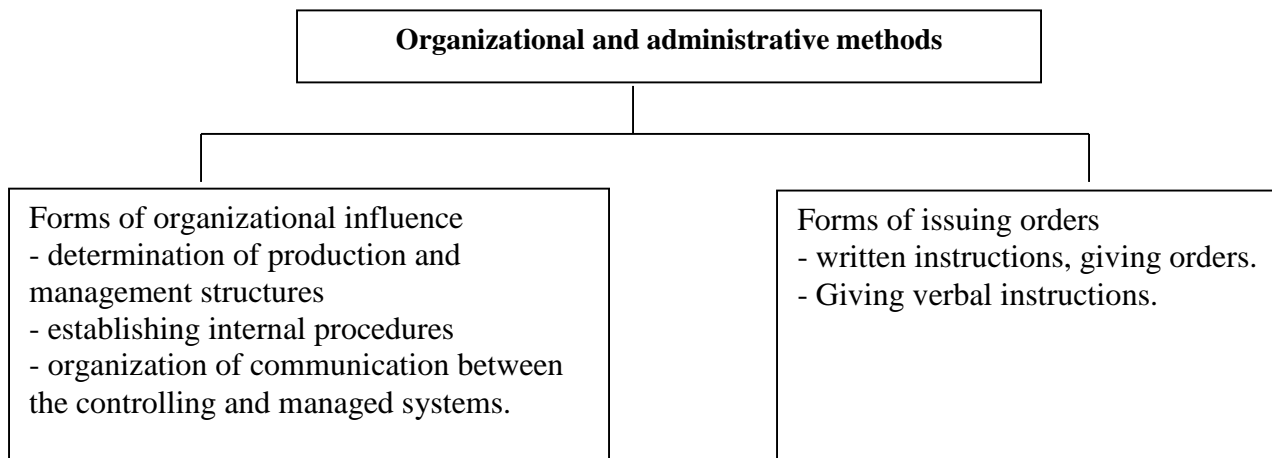 Organizational and administrative methods
Forms of organizational influence
- determination of production and
management structures
- establishing internal procedures
- organization of communication between
the controlling and managed systems.
Forms of issuing orders
- written instructions, giving orders.
- Giving verbal instructions.